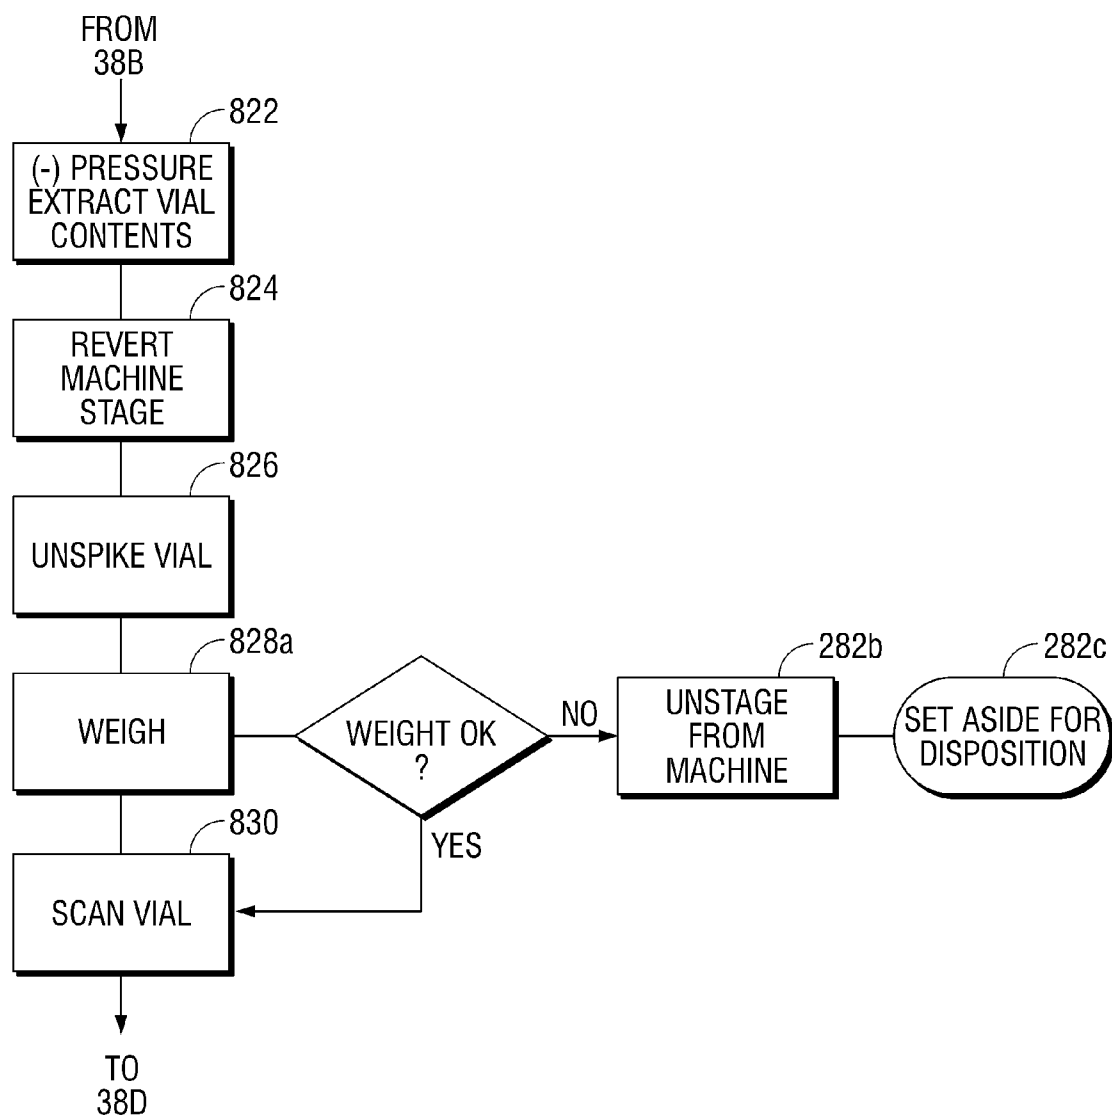 FROM
38B
822
(-) PRESSURE
EXTRACT VIAL
CONTENTS
824
REVERT
MACHINE
STAGE
826
UNSPIKE VIAL
828a
WEIGH
WEIGHT OK
?
NO
282b
UNSTAGE
FROM
MACHINE
282c
SET ASIDE FOR
DISPOSITION
YES
830
SCAN VIAL
TO
38D